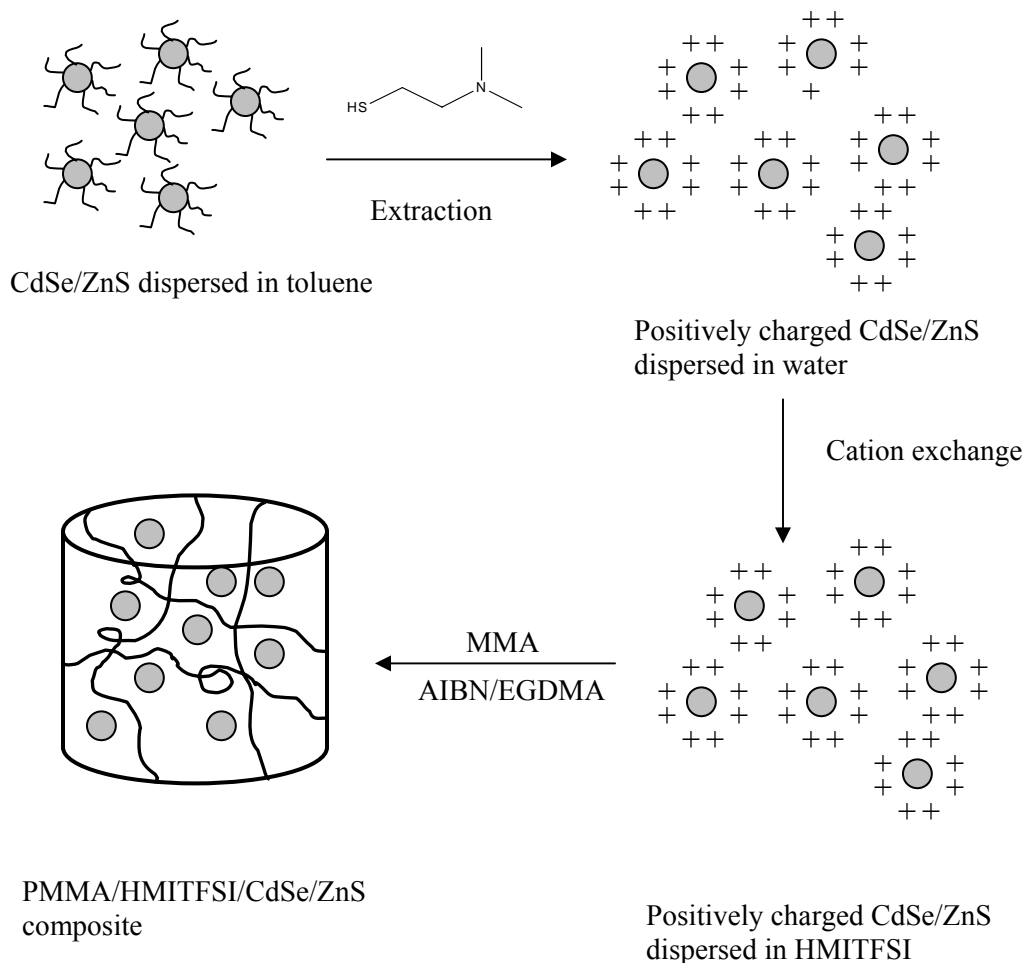 HS
N
Extraction
CdSe/ZnS dispersed in toluene
Positively charged CdSe/ZnS
dispersed in water
Cation exchange
MMA
AIBN/EGDMA
PMMA/HMITFSI/CdSe/ZnS
composite
Positively charged CdSe/ZnS
dispersed in HMITFSI